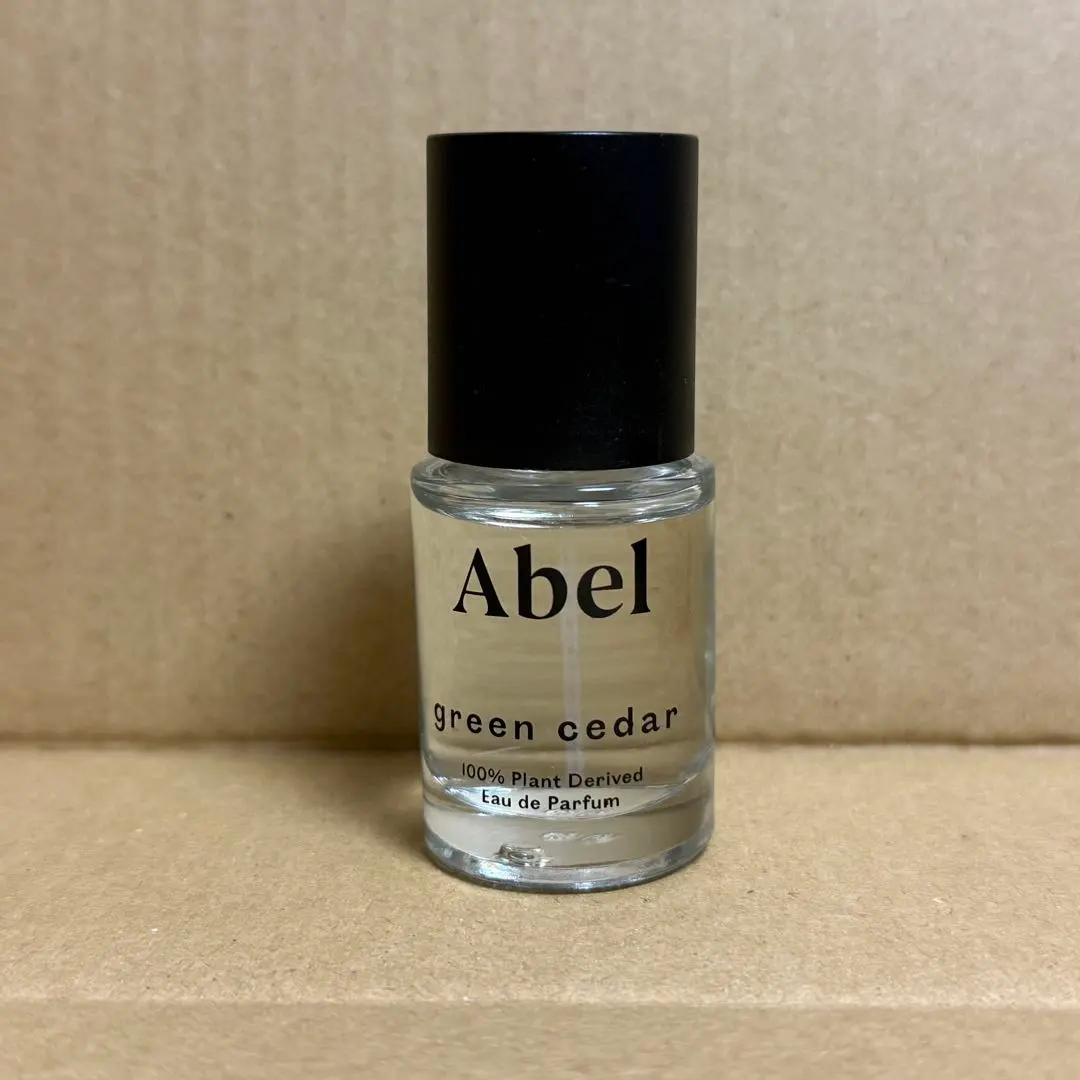 Abel
green cedar
100% Plant Derived
Eau de Parfum